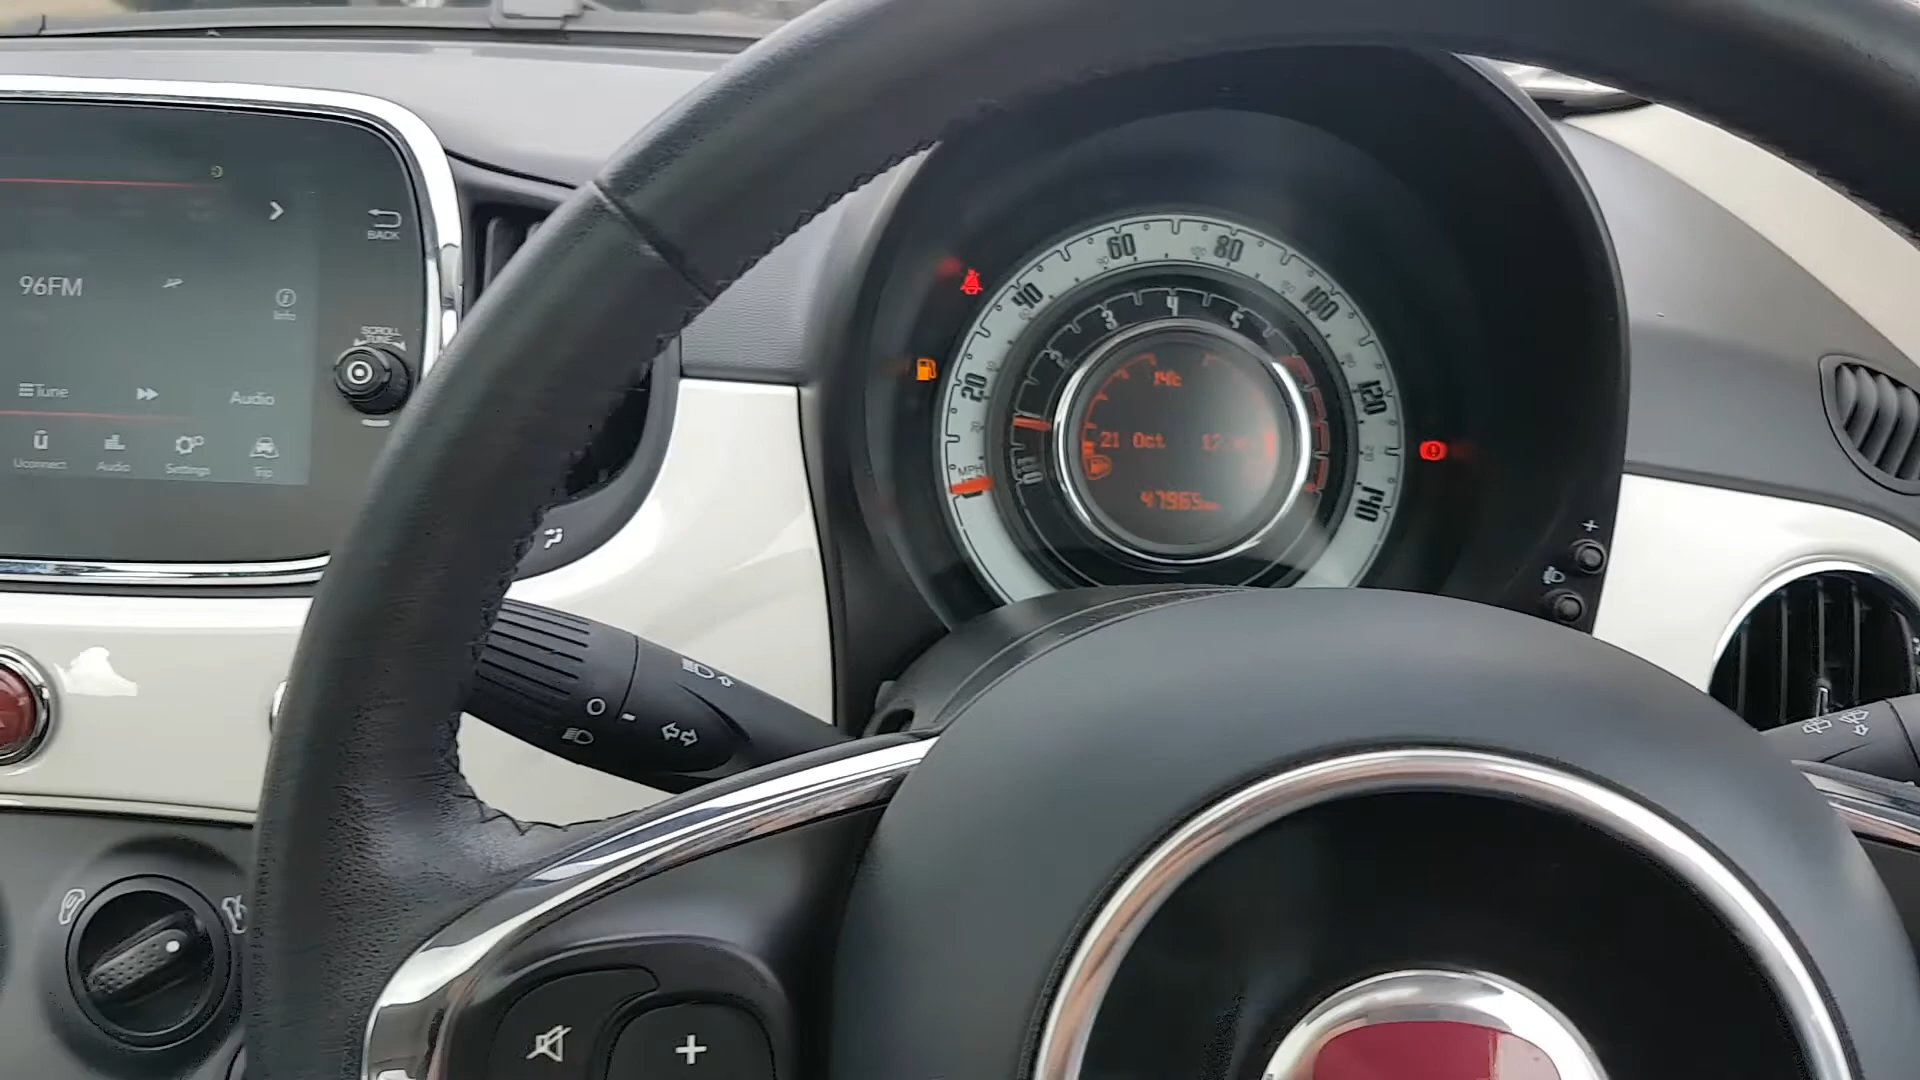 BACK
96FM
Info
SCROLL
TUNE
Tune
Audio
Uconnect
Audio
Settings
Trip
20
40
60
80
100
120
140
MPH
2
3
4
5
21 Oct
47965
+